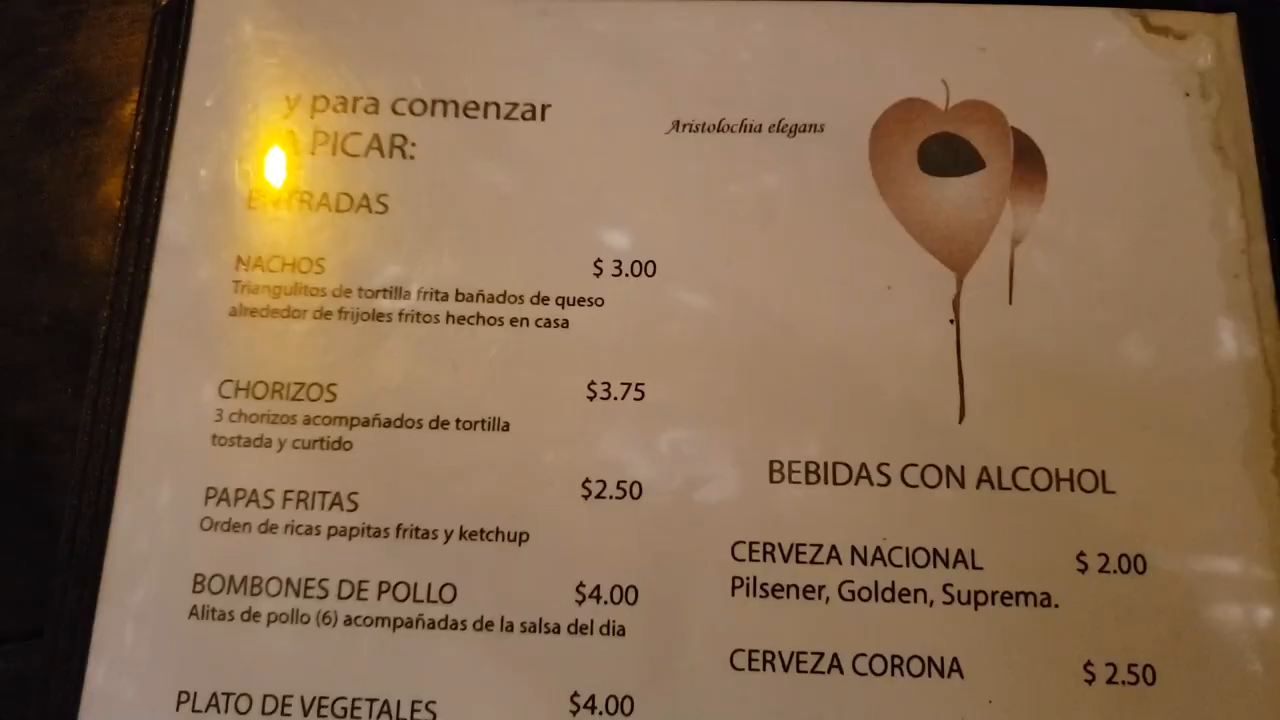 y para comenzar
A PICAR:
ENTRADAS
NACHOS $ 3.00
Triangulitos de tortilla frita bañados de queso
alrededor de frijoles fritos hechos en casa
CHORIZOS $3.75
3 chorizos acompañados de tortilla
tostada y curtido
PAPAS FRITAS $2.50
Orden de ricas papitas fritas y ketchup
BOMBONES DE POLLO $4.00
Alitas de pollo (6) acompañadas de la salsa del dia
PLATO DE VEGETALES $4.00
Aristolochia elegans
BEBIDAS CON ALCOHOL
CERVEZA NACIONAL $ 2.00
Pilsener, Golden, Suprema.
CERVEZA CORONA $ 2.50